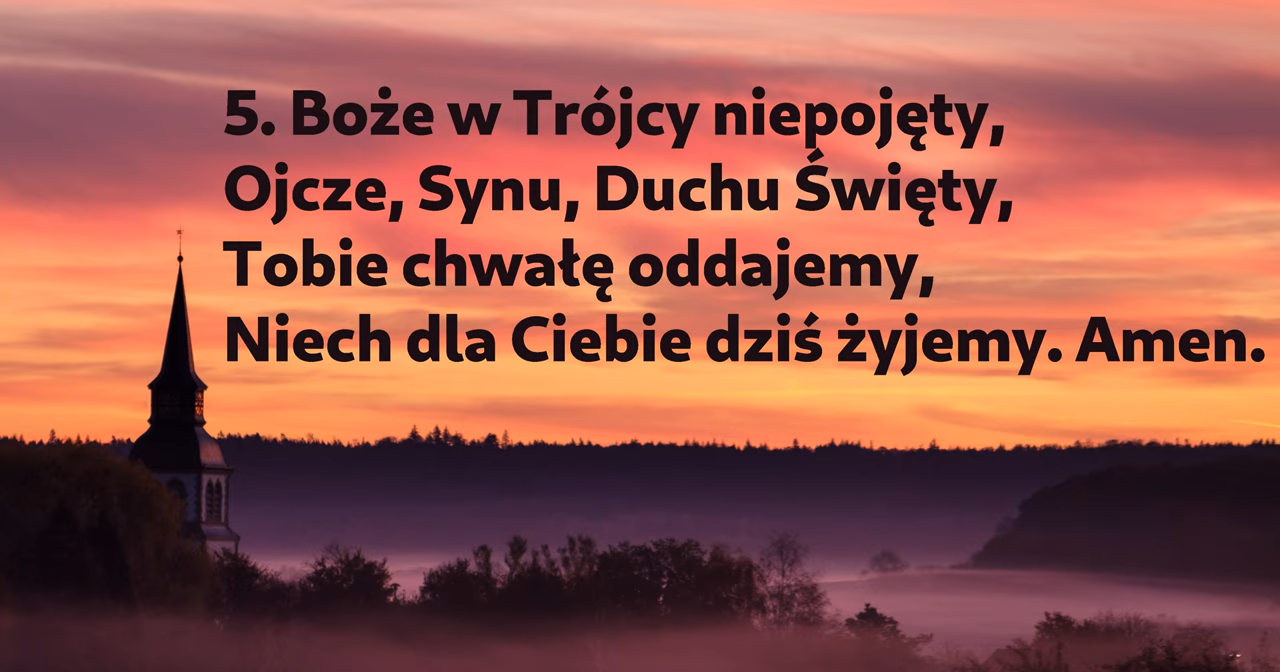 5. Boże w Trójcy niepojęty,
Ojcze, Synu, Duchu Święty,
Tobie chwałę oddajemy,
Niech dla Ciebie dziś żyjemy. Amen.